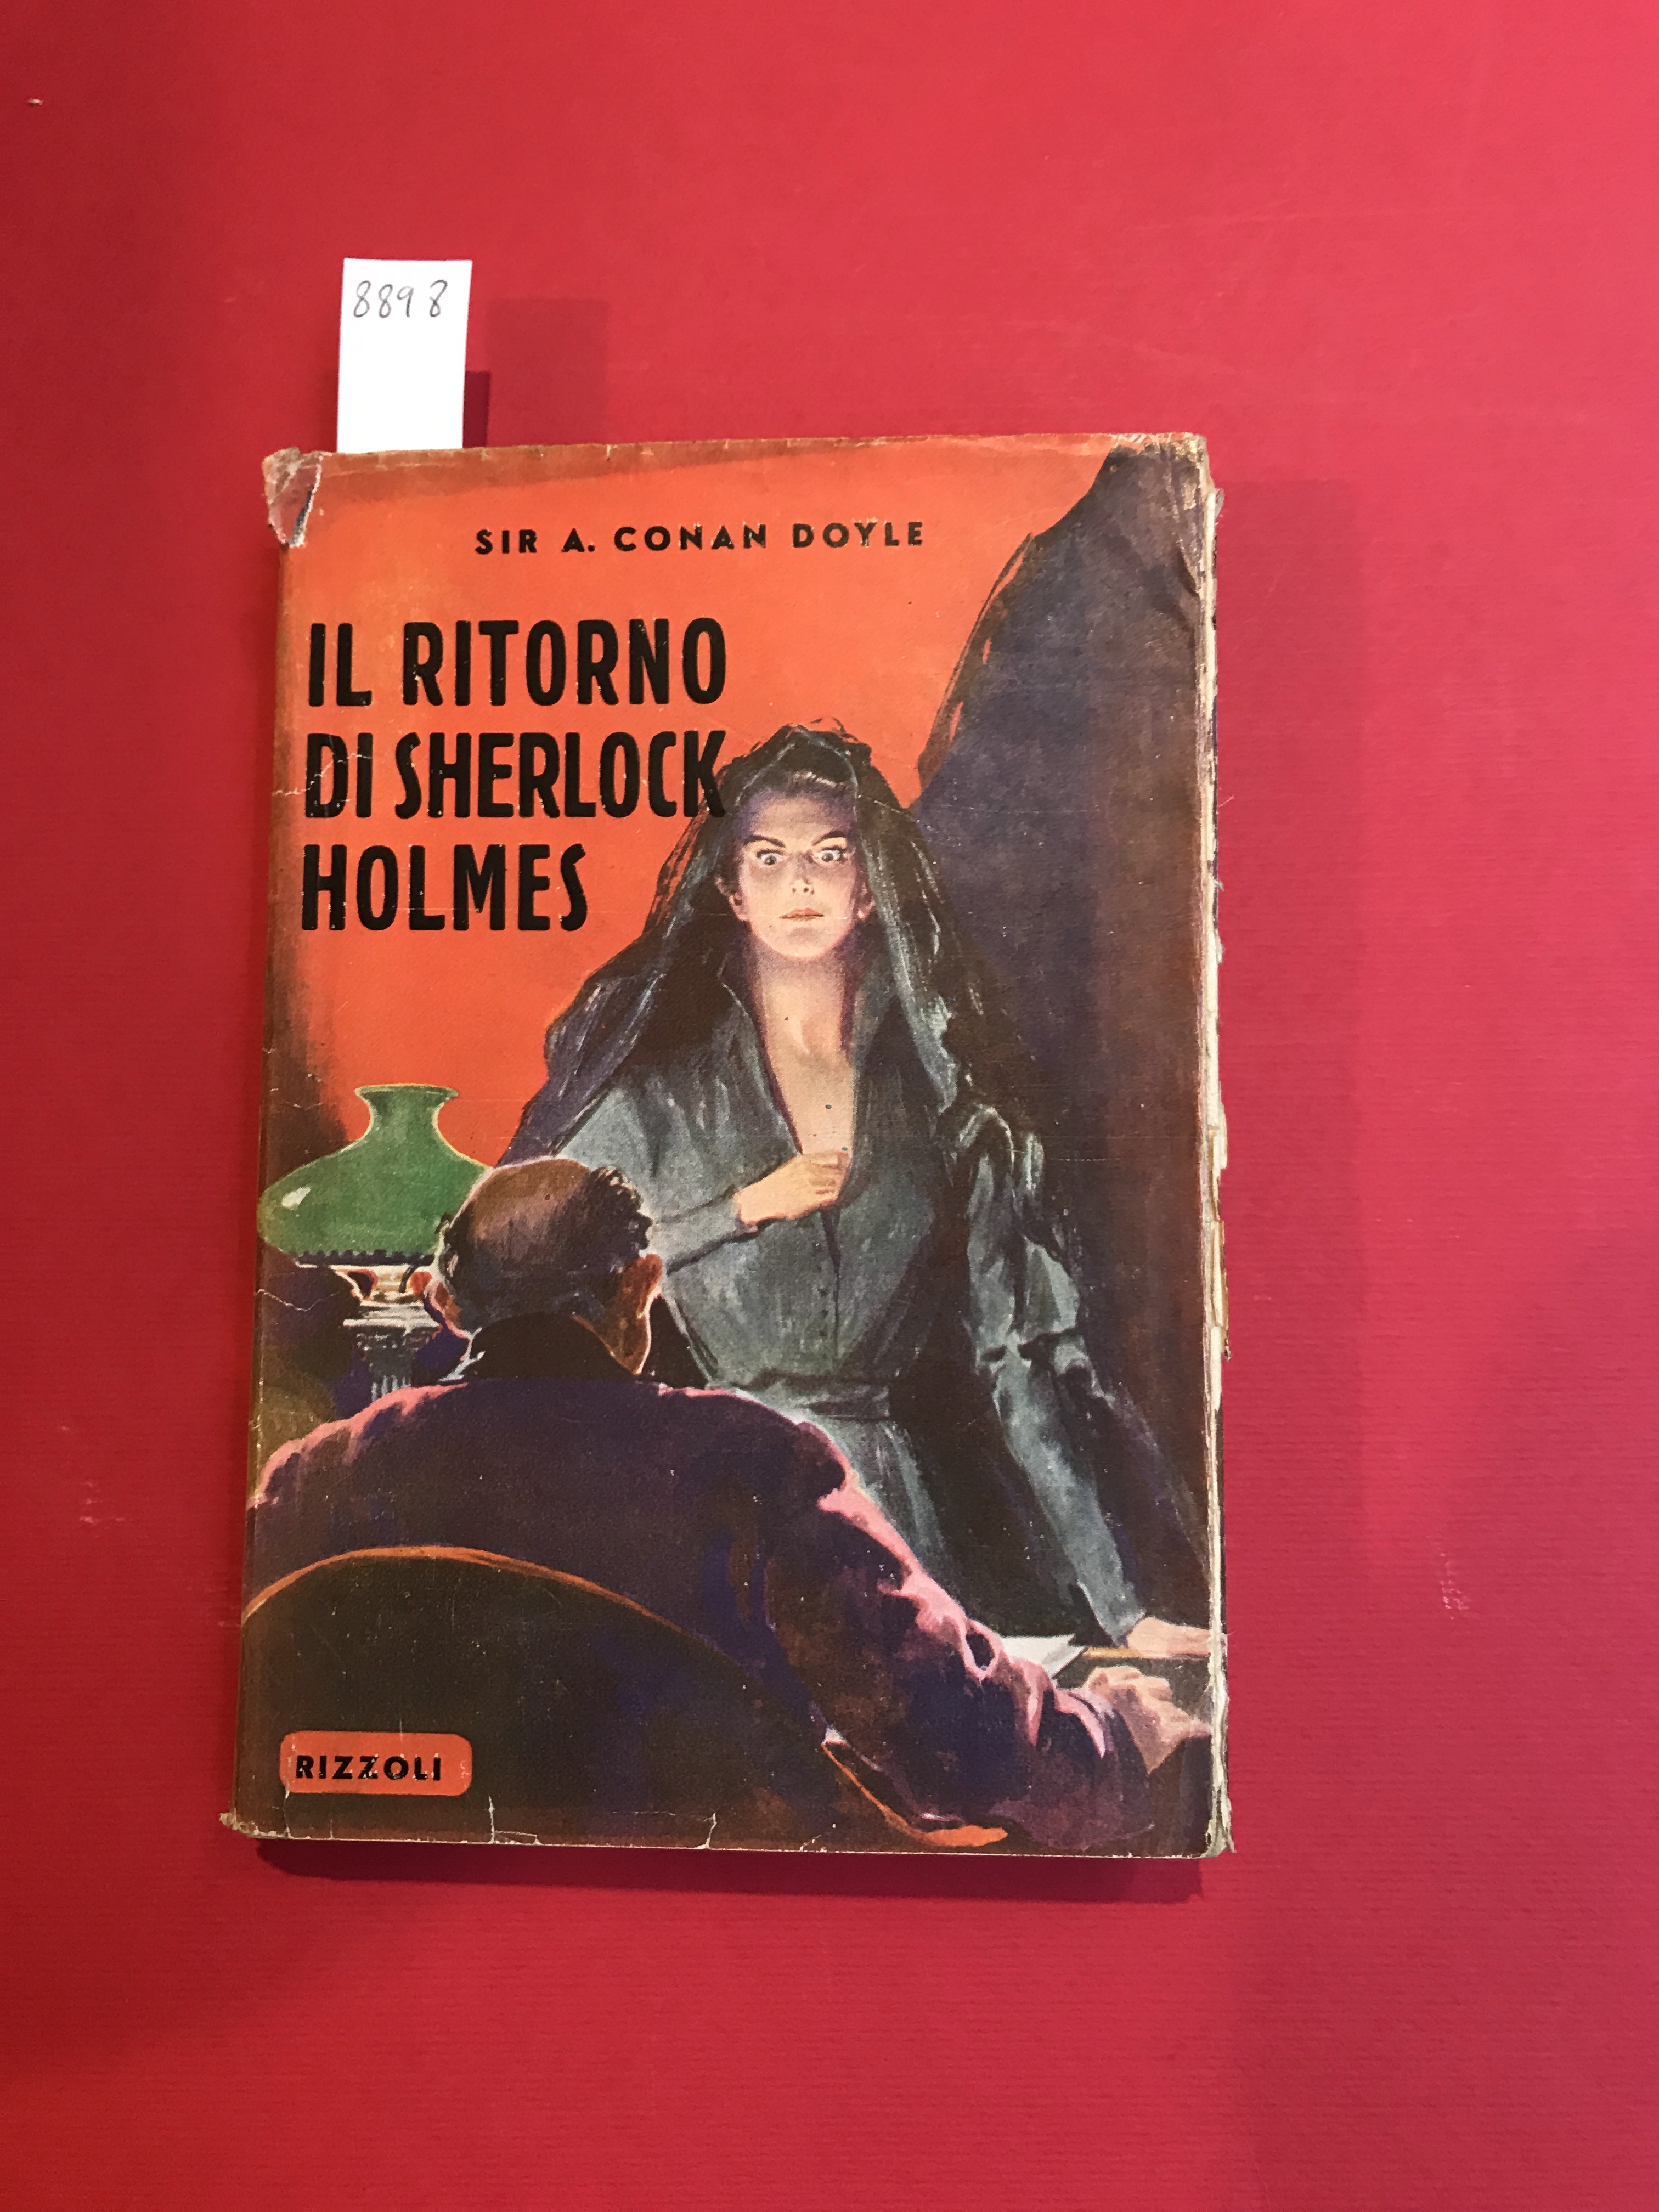 8898
SIR A. CONAN DOYLE
IL RITORNO
DI SHERLOCK
HOLMES
RIZZOLI